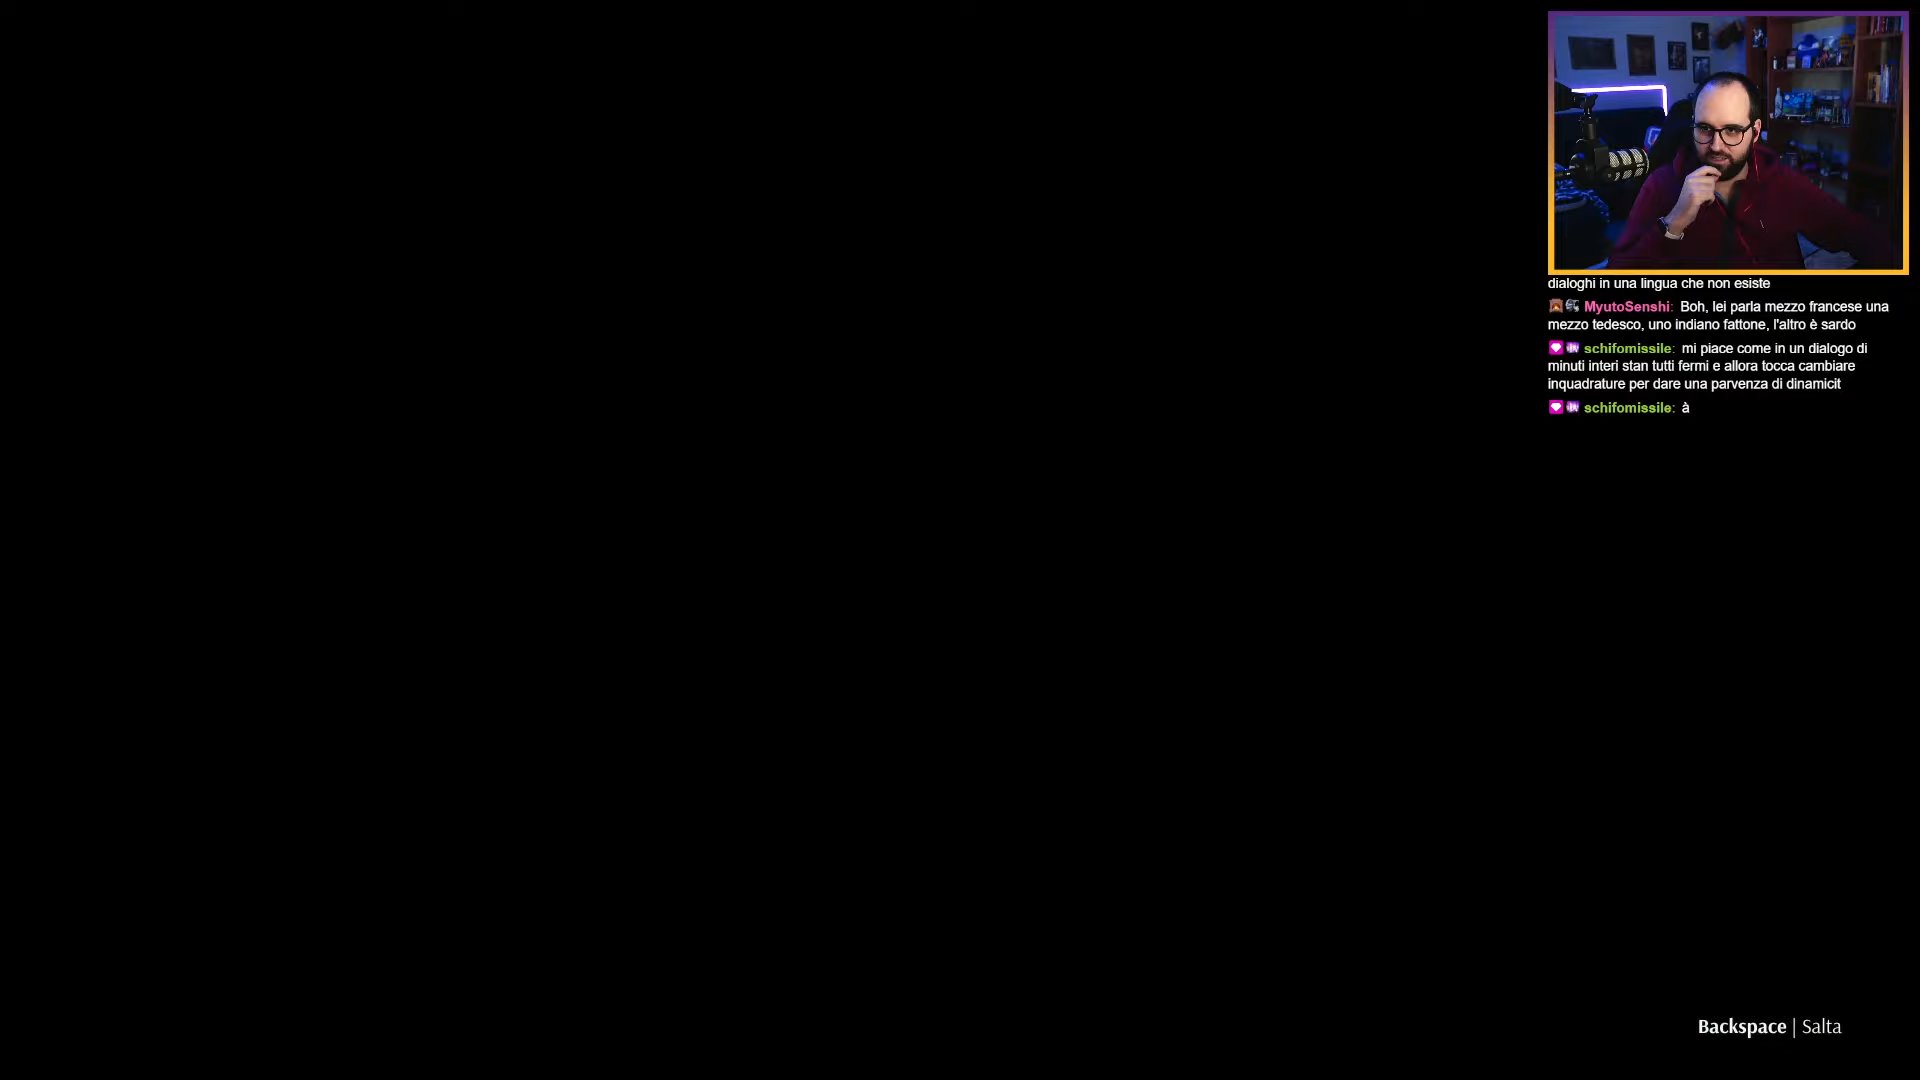 dialoghi in una lingua che non esiste
MyutoSenshi: Boh, lei parla mezzo francese una
mezzo tedesco, uno indiano fattone, l'altro è sardo
schifomissile: mi piace come in un dialogo di
minuti interi stan tutti fermi e allora tocca cambiare
inquadrature per dare una parvenza di dinamicit
schifomissile: à
Backspace | Salta